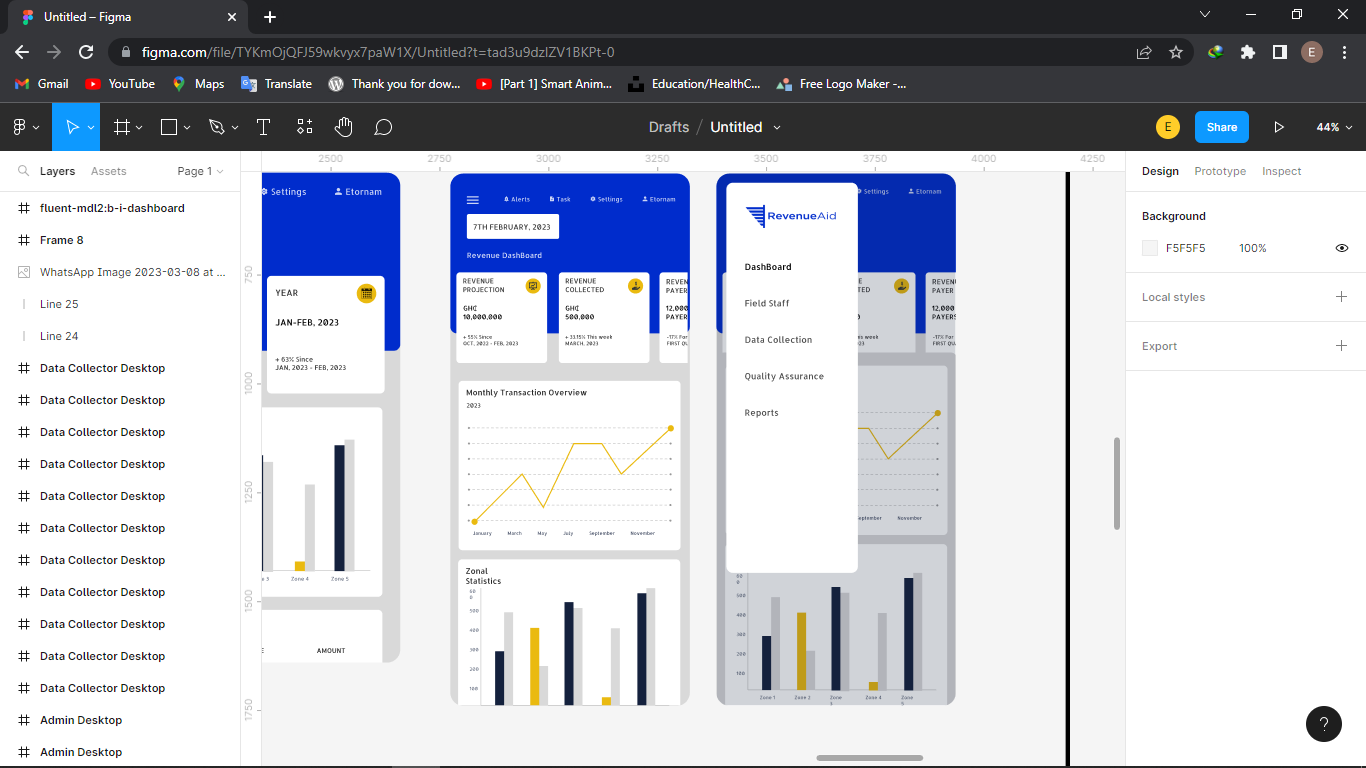 Untitled – Figma
figma.com/file/TYKmOjQFJ59wkvyx7paW1X/Untitled?t=tad3u9dzlZV1BKPt-0
E
Gmail
YouTube
Maps
Translate
Thank you for dow...
[Part 1] Smart Anim...
Education/HealthC...
Free Logo Maker -...
Drafts / Untitled
E
Share
44%
Layers
Assets
Page 1
fluent-mdl2:b-i-dashboard
Frame 8
WhatsApp Image 2023-03-08 at ...
Line 25
Line 24
Data Collector Desktop
Data Collector Desktop
Data Collector Desktop
Data Collector Desktop
Data Collector Desktop
Data Collector Desktop
Data Collector Desktop
Data Collector Desktop
Data Collector Desktop
Data Collector Desktop
Data Collector Desktop
Admin Desktop
Admin Desktop
2500 2750 3000 3250 3500 3750 4000 4250
750
1000
1250
1500
1750
Settings Etornam
YEAR
JAN-FEB, 2023
+ 63% Since
JAN, 2023 - FEB, 2023
e 3 Zone 4 Zone 5
E AMOUNT
Alerts Task Settings Etornam
7TH FEBRUARY, 2023
Revenue DashBoard
REVENUE
PROJECTION
GH₵
10,000,000
+ 55% Since
OCT, 2022 - FEB, 2023
REVENUE
COLLECTED
GH₵
500,000
+ 33.15% This week
MARCH, 2023
REVEN
PAYERS
12,000
PAYERS
-17% For
FIRST QU
Monthly Transaction Overview
2023
January March May July September November
Zonal
Statistics
60
0
500
400
300
200
100
Settings Etornam
RevenueAid
DashBoard
Field Staff
Data Collection
Quality Assurance
Reports
TED
REVENU
PAYERS
12,000
PAYERS
This week
2023
-17% For
FIRST QU
eptember November
60
0
500
400
300
200
100
Zone 1 Zone 2 Zone
3 Zone 4 Zone
5
Design
Prototype
Inspect
Background
F5F5F5 100%
Local styles
Export
?